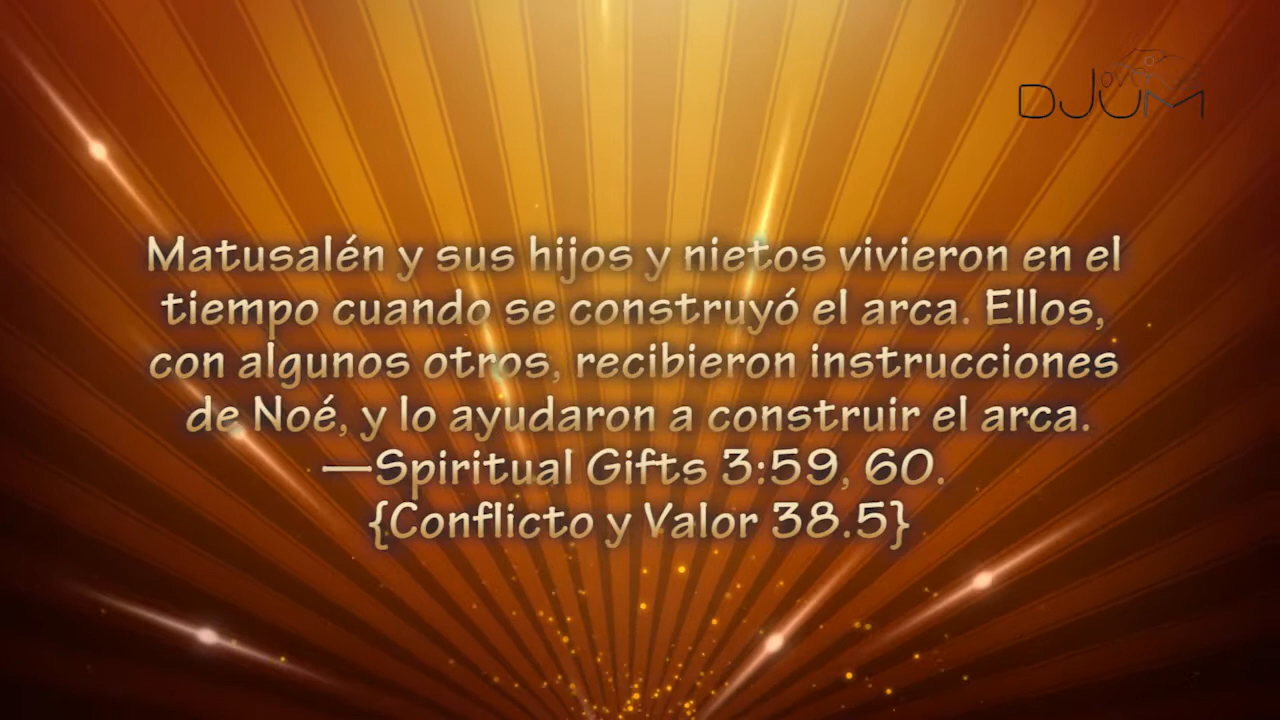 DJUM
Matusalén y sus hijos y nietos vivieron en el
tiempo cuando se construyó el arca. Ellos,
con algunos otros, recibieron instrucciones
de Noé, y lo ayudaron a construir el arca.
—Spiritual Gifts 3:59, 60.
{Conflicto y Valor 38.5}